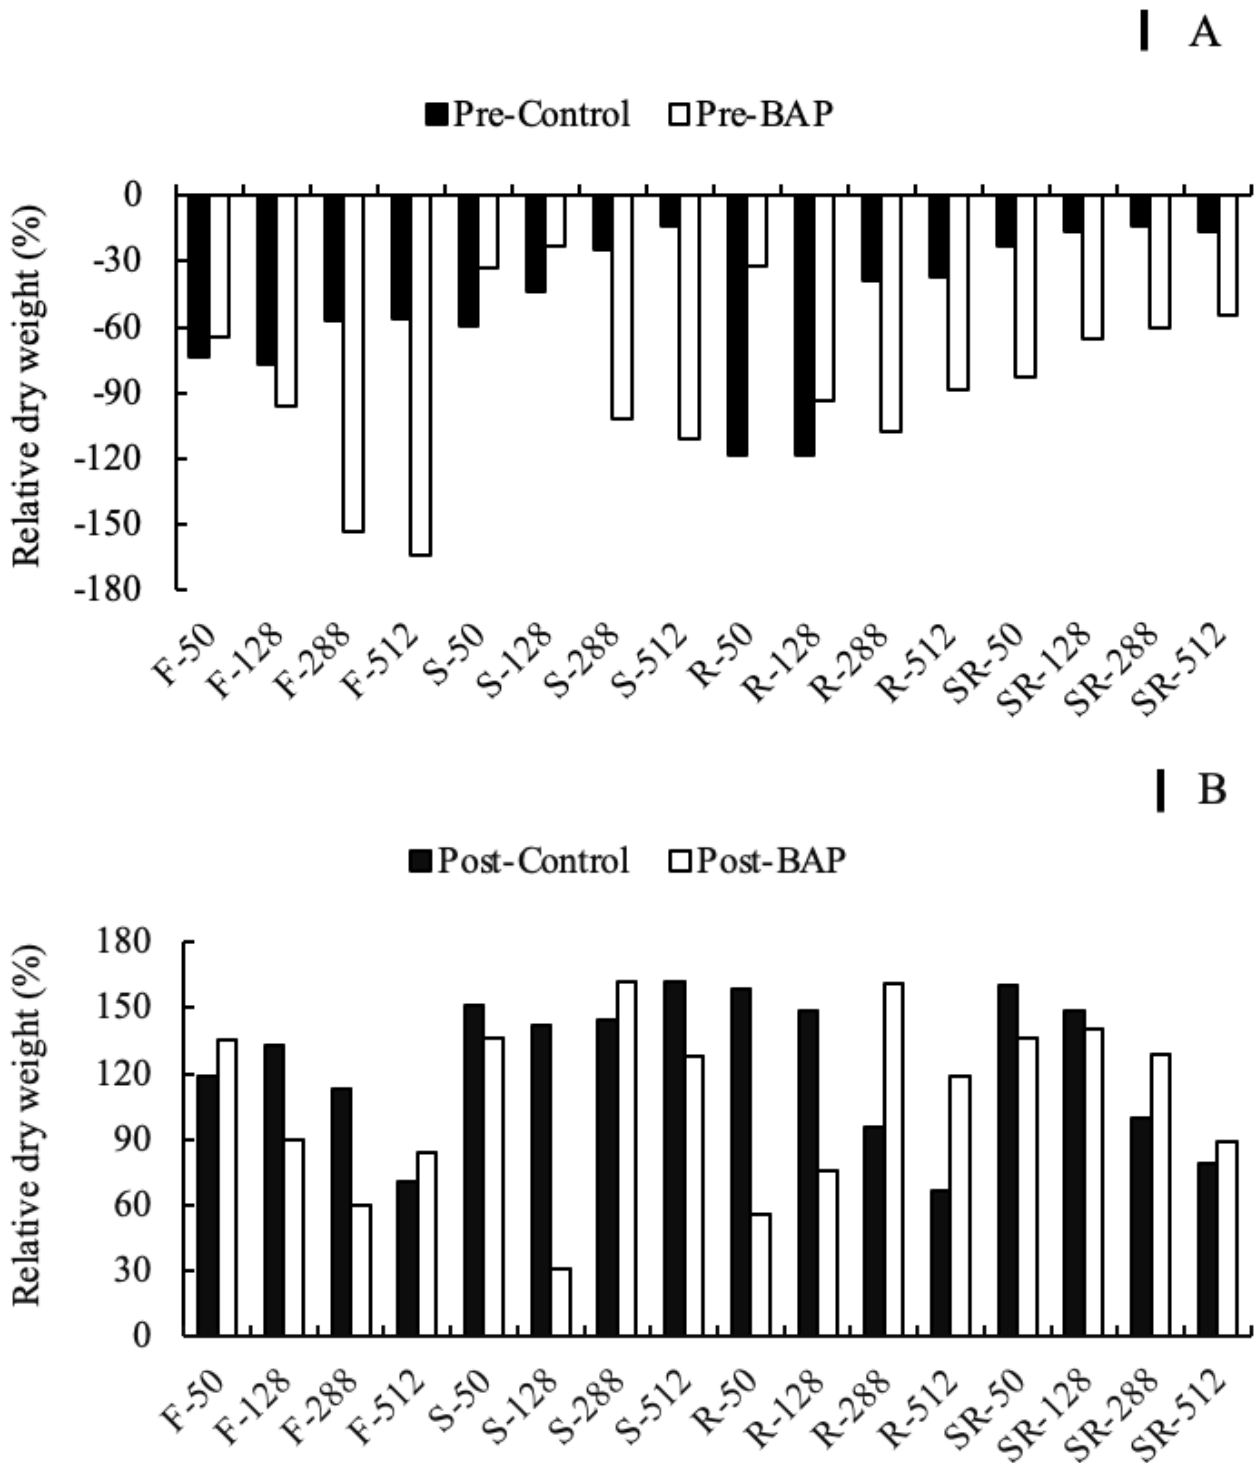 A
Pre-Control Pre-BAP
Relative dry weight (%)
0
-30
-60
-90
-120
-150
-180
F-50 F-128 F-288 F-512 S-50 S-128 S-288 S-512 R-50 R-128 R-288 R-512 SR-50 SR-128 SR-288 SR-512
B
Post-Control Post-BAP
Relative dry weight (%)
180
150
120
90
60
30
0
F-50 F-128 F-288 F-512 S-50 S-128 S-288 S-512 R-50 R-128 R-288 R-512 SR-50 SR-128 SR-288 SR-512